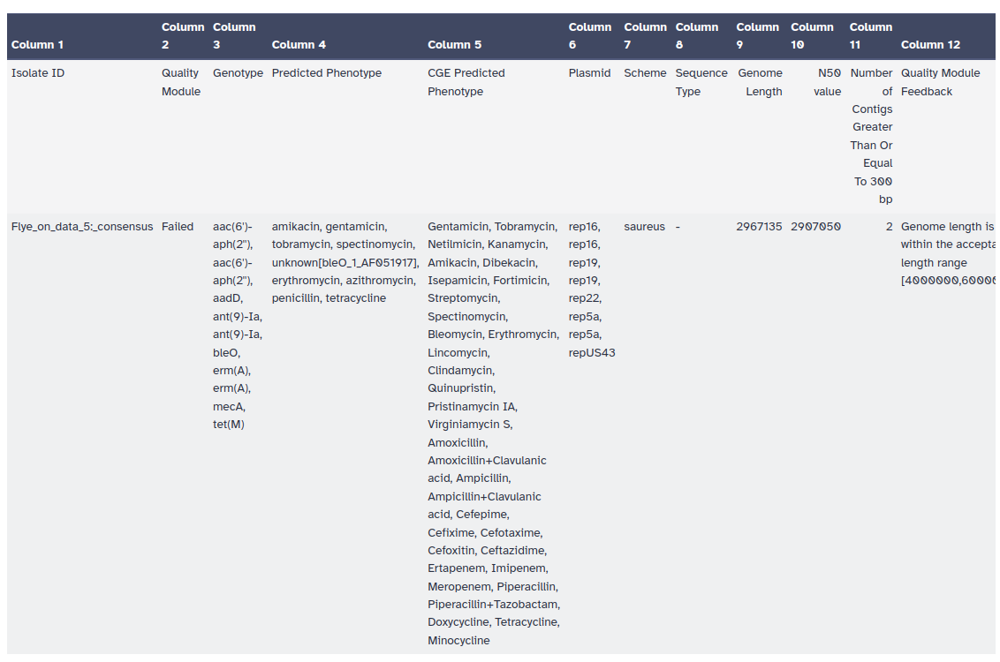 Column 1 Column 2 Column 3 Column 4 Column 5 Column 6 Column 7 Column 8 Column 9 Column 10 Column 11 Column 12
Isolate ID Quality Module Genotype Predicted Phenotype CGE Predicted Phenotype Plasmid Scheme Sequence Type Genome Length N50 value Number of Contigs Greater Than Or Equal To 300 bp Quality Module Feedback
Flye_on_data_5:_consensus
Failed
aac(6')-
aph(2''),
aac(6')-
aph(2''),
aadD,
ant(9)-Ia,
ant(9)-Ia,
bleO,
erm(A),
erm(A),
mecA,
tet(M)
amikacin, gentamicin,
tobramycin, spectinomycin,
unknown[bleO_1_AF051917],
erythromycin, azithromycin,
penicillin, tetracycline
Gentamicin, Tobramycin,
Netilmicin, Kanamycin,
Amikacin, Dibekacin,
Isepamicin, Fortimicin,
Streptomycin,
Spectinomycin,
Bleomycin, Erythromycin,
Lincomycin,
Clindamycin,
Quinupristin,
Pristinamycin IA,
Virginiamycin S,
Amoxicillin,
Amoxicillin+Clavulanic
acid, Ampicillin,
Ampicillin+Clavulanic
acid, Cefepime,
Cefixime, Cefotaxime,
Cefoxitin, Ceftazidime,
Ertapenem, Imipenem,
Meropenem, Piperacillin,
Piperacillin+Tazobactam,
Doxycycline, Tetracycline,
Minocycline
rep16,
rep16,
rep19,
rep19,
rep22,
rep5a,
rep5a,
repUS43
saureus
-
2967135
2907050
2
Genome length is
within the
length range